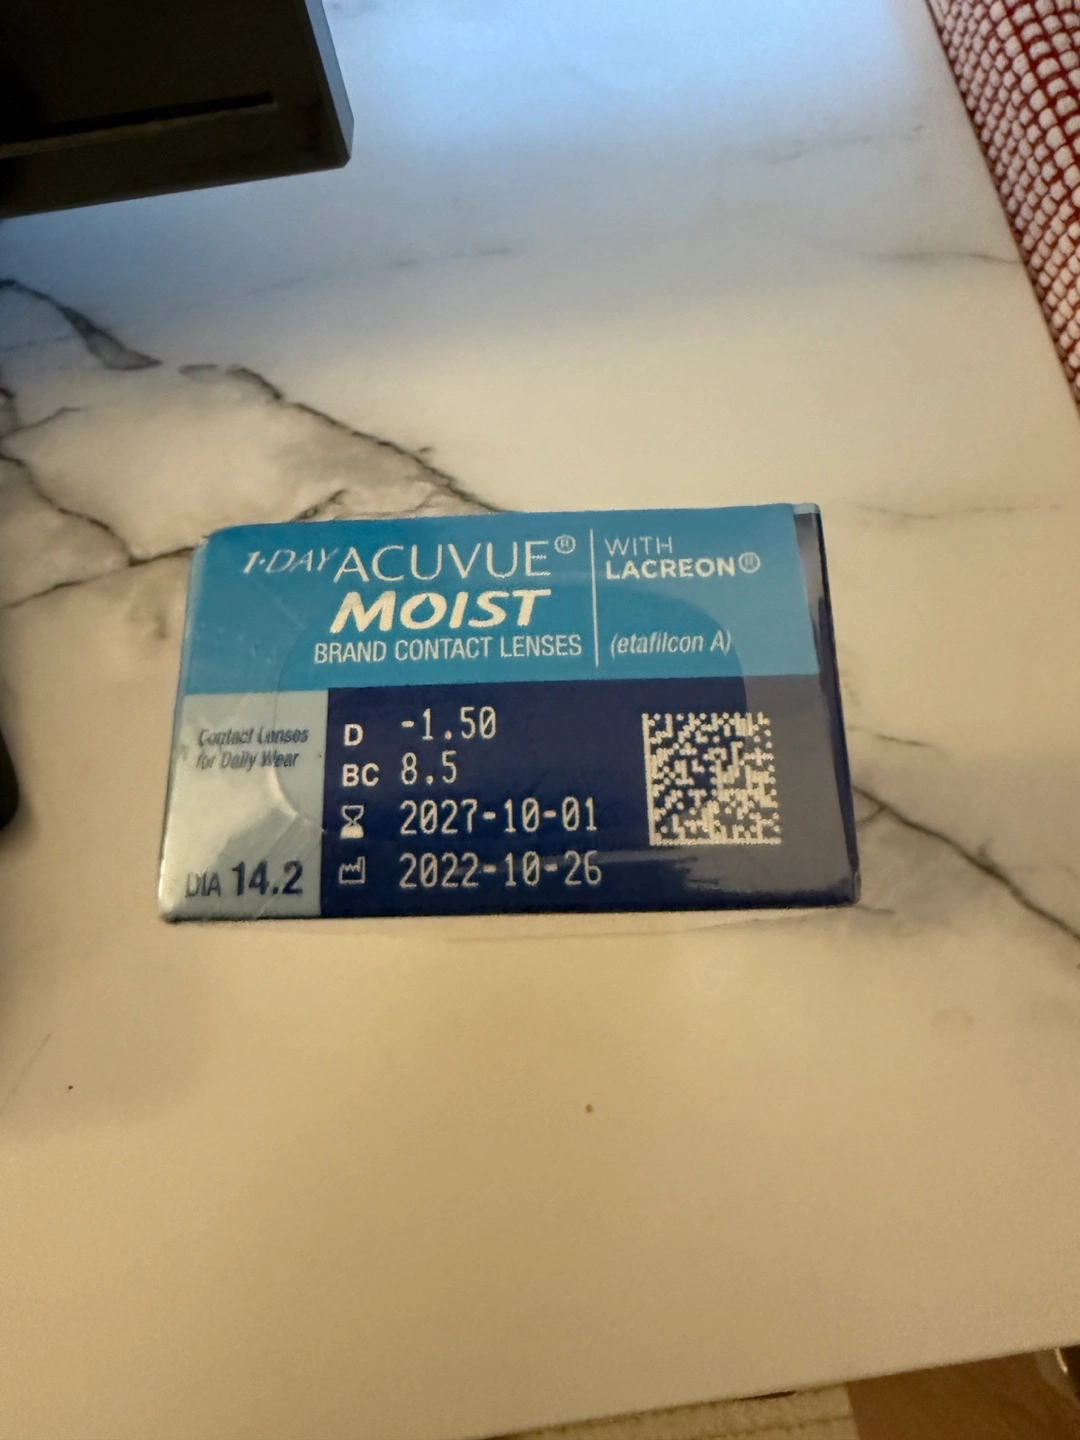 1·DAY ACUVUE® WITH
LACREON®
MOIST
BRAND CONTACT LENSES (etafilcon A)
Contact Lenses
for Daily Wear
D -1.50
BC 8.5
2027-10-01
2022-10-26
DIA 14.2